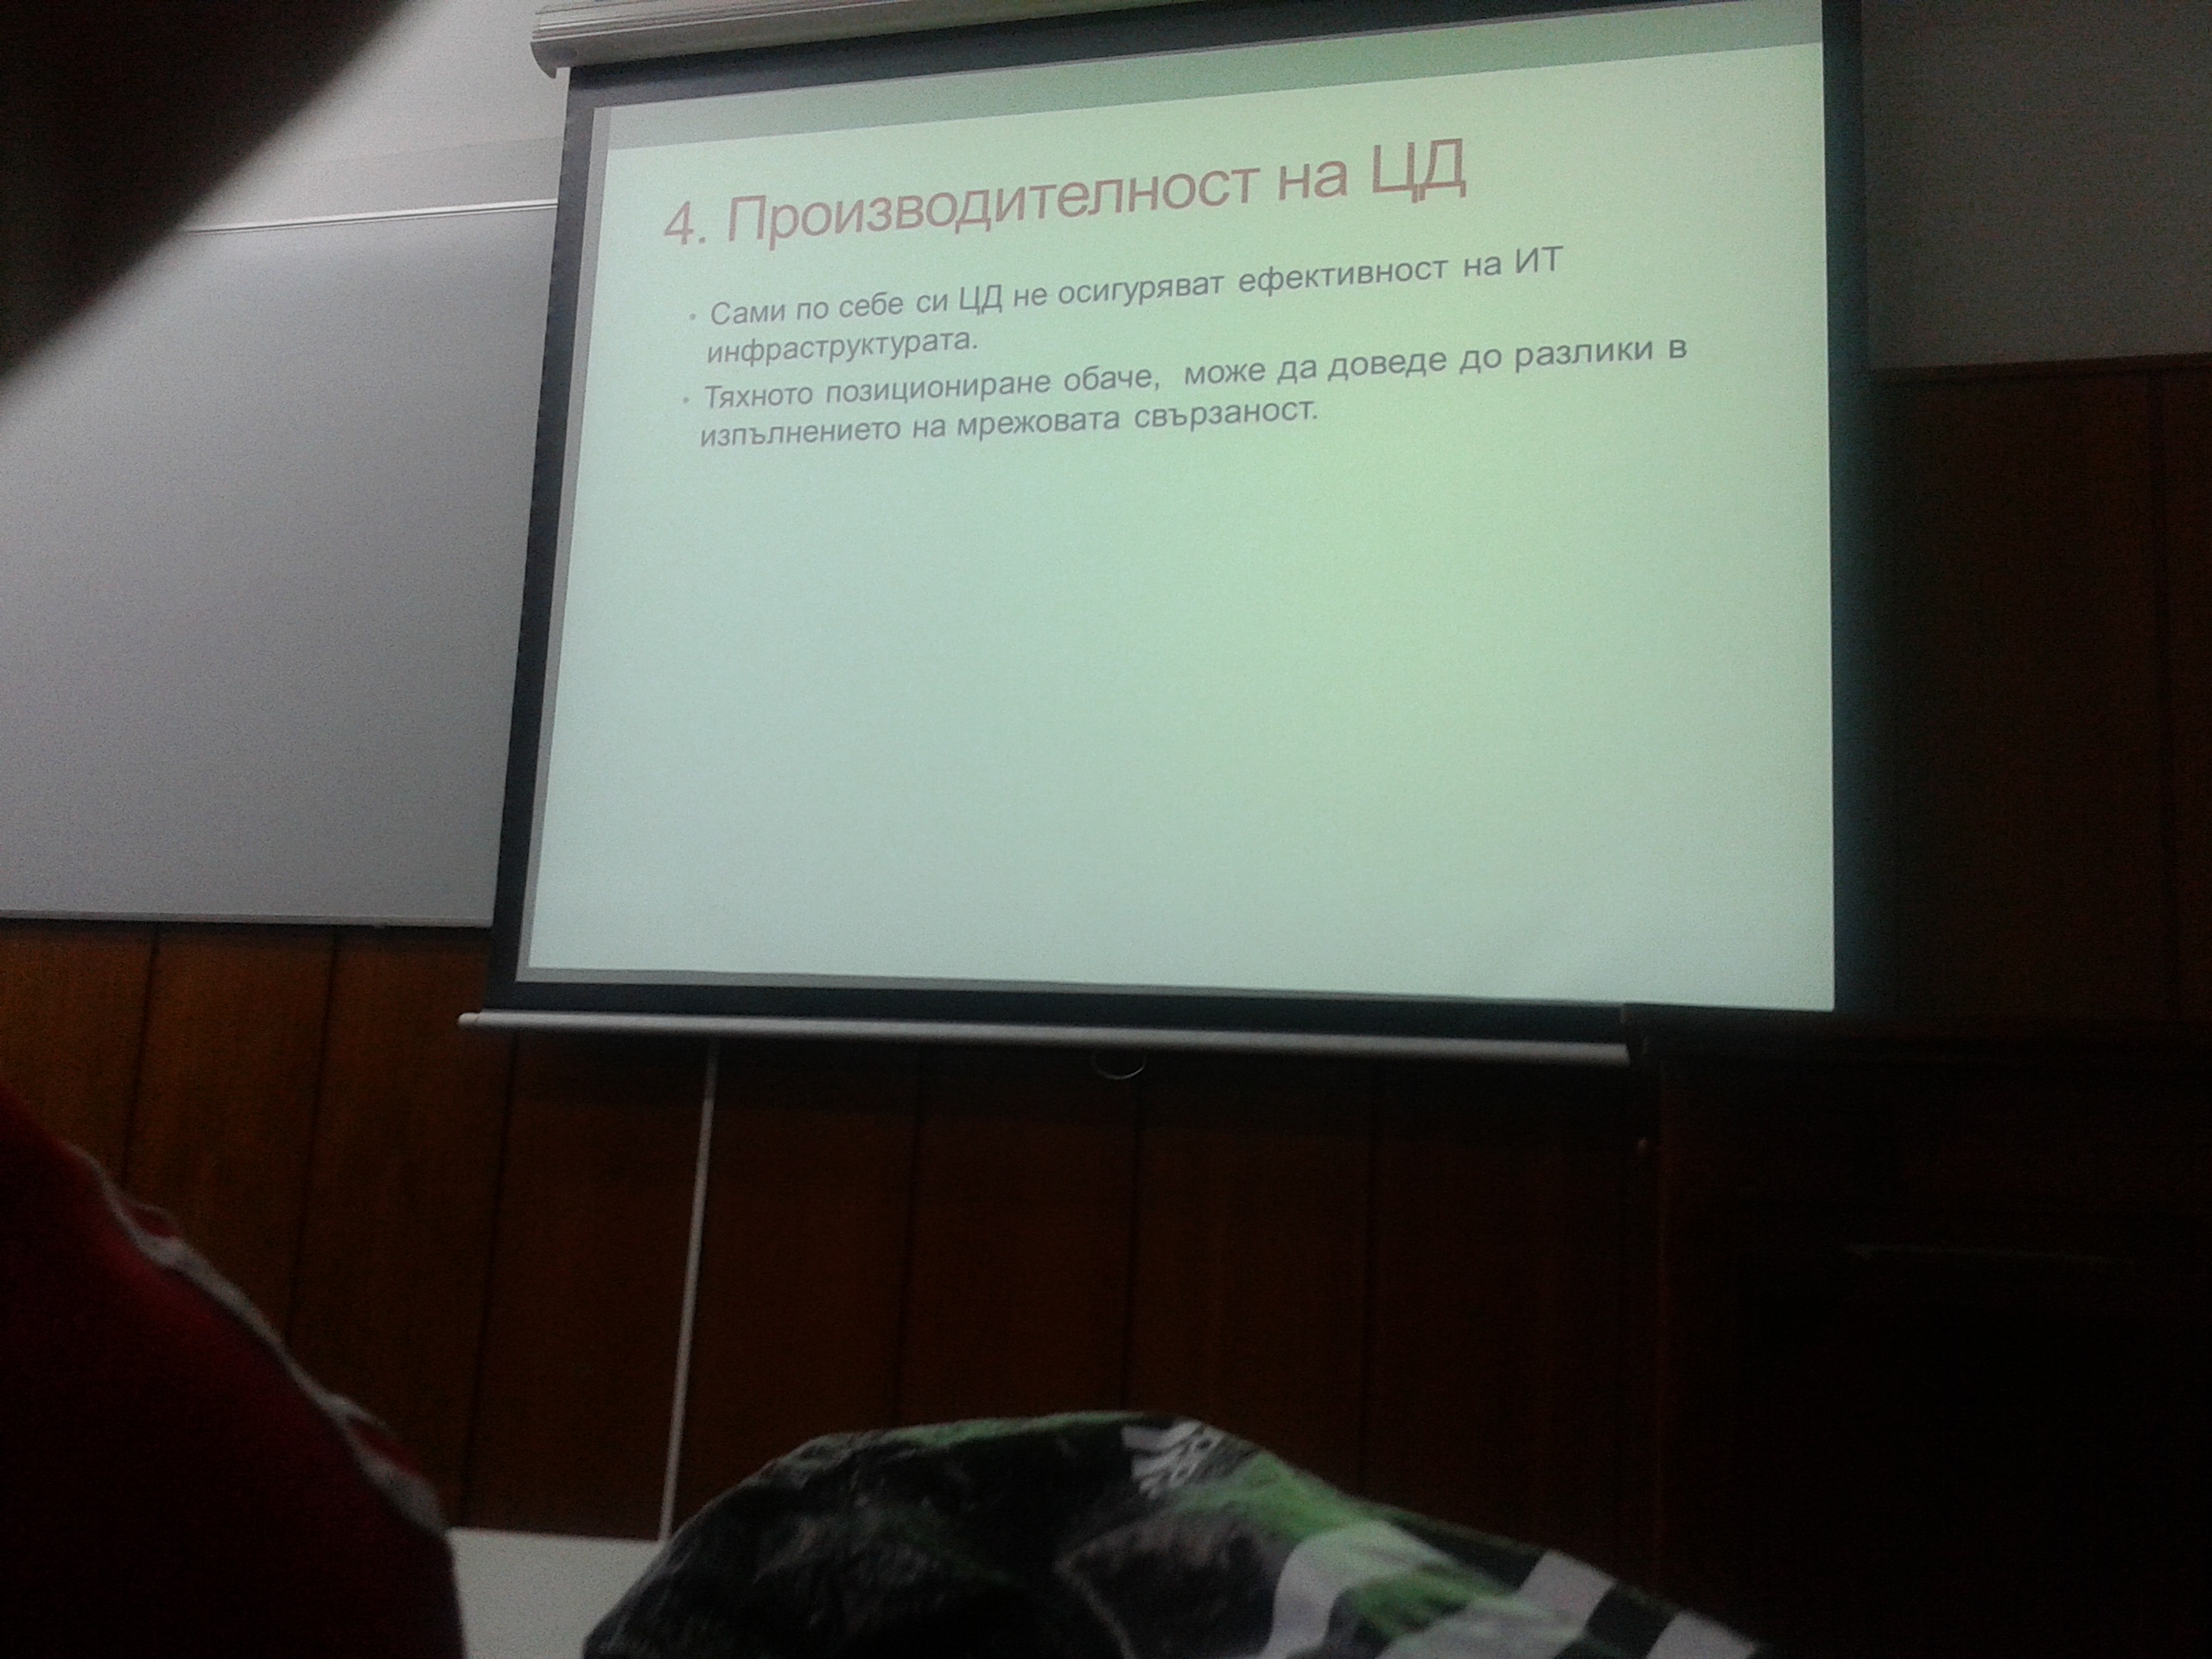 4. Производителност на ЦД
• Сами по себе си ЦД не осигуряват ефективност на ИТ
инфраструктурата.
• Тяхното позициониране обаче, може да доведе до разлики в
изпълнението на мрежовата свързаност.